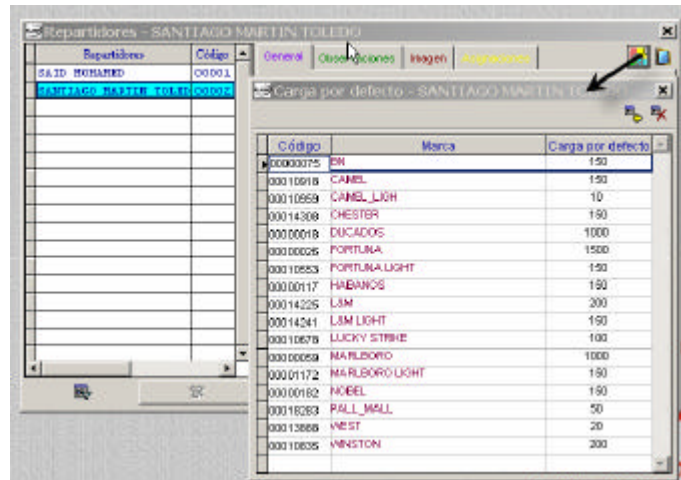 Repartidores - SANTIAGO MARTIN TOLEDO
Repartidores Código
SAID MOHAMED 00001
SANTIAGO MARTIN TOLED 00002
General Observaciones Imagen
Carga por defecto - SANTIAGO MARTIN TOLEDO
Código Marca Carga por defecto
00000075 BN 150
00010918 CAMEL 150
00010959 CAMEL_LIGH 10
00014308 CHESTER 150
00000018 DUCADOS 1000
00000026 FORTUNA 1500
00010553 FORTUNA LIGHT 150
00000117 HABANOS 150
00014225 L&M 200
00014241 L&M LIGHT 150
00010678 LUCKY STRIKE 100
00000059 MARLBORO 1000
00001172 MARLBORO LIGHT 150
00000182 NOBEL 150
00018283 PALL_MALL 50
00013888 WEST 20
00010835 WINSTON 200